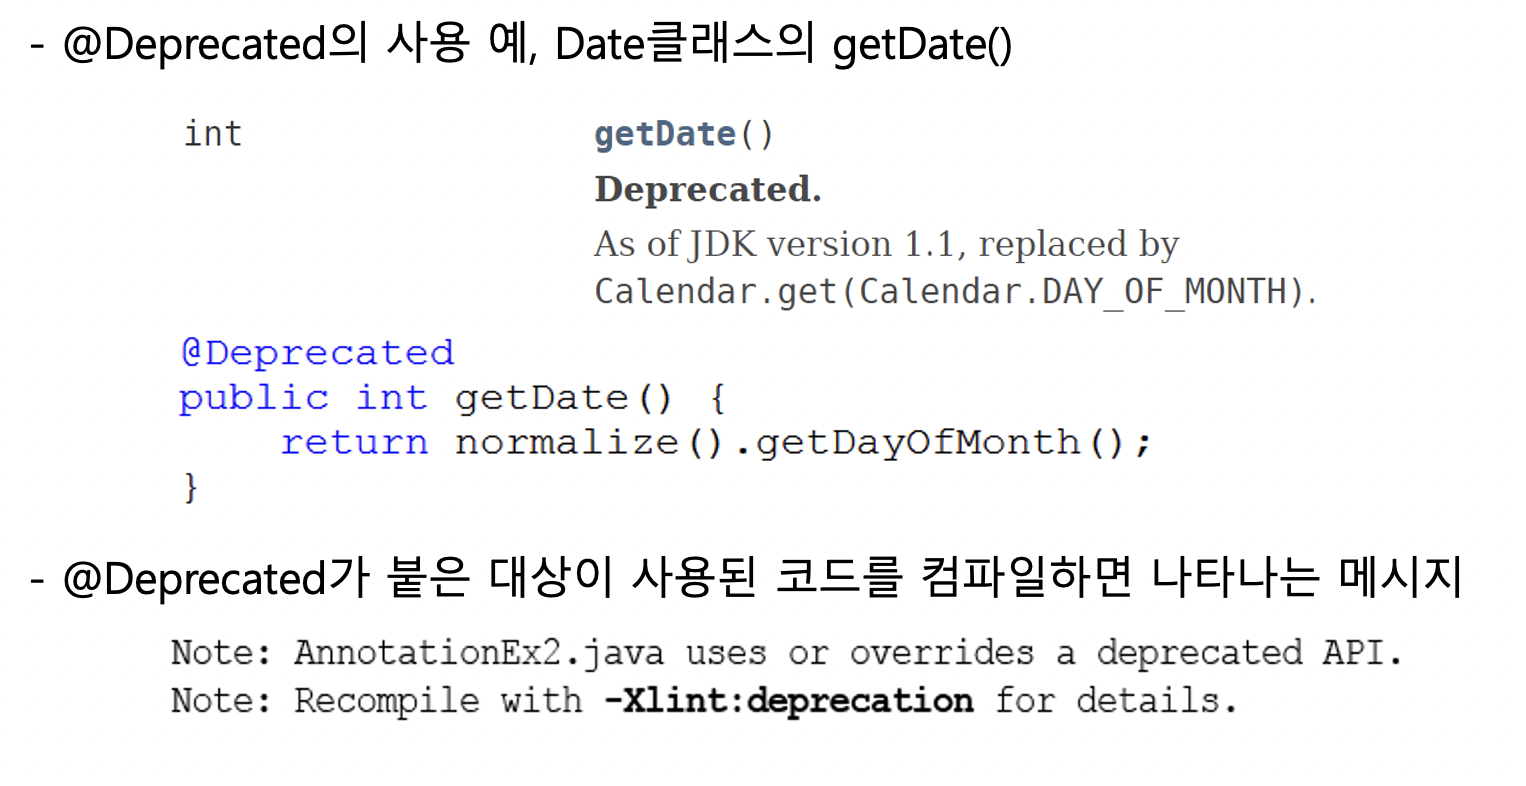 - @Deprecated의 사용 예, Date클래스의 getDate()
int getDate()
Deprecated.
As of JDK version 1.1, replaced by
Calendar.get(Calendar.DAY_OF_MONTH).
@Deprecated
public int getDate() {
    return normalize().getDayOfMonth();
}
- @Deprecated가 붙은 대상이 사용된 코드를 컴파일하면 나타나는 메시지
Note: AnnotationEx2.java uses or overrides a deprecated API.
Note: Recompile with -Xlint:deprecation for details.